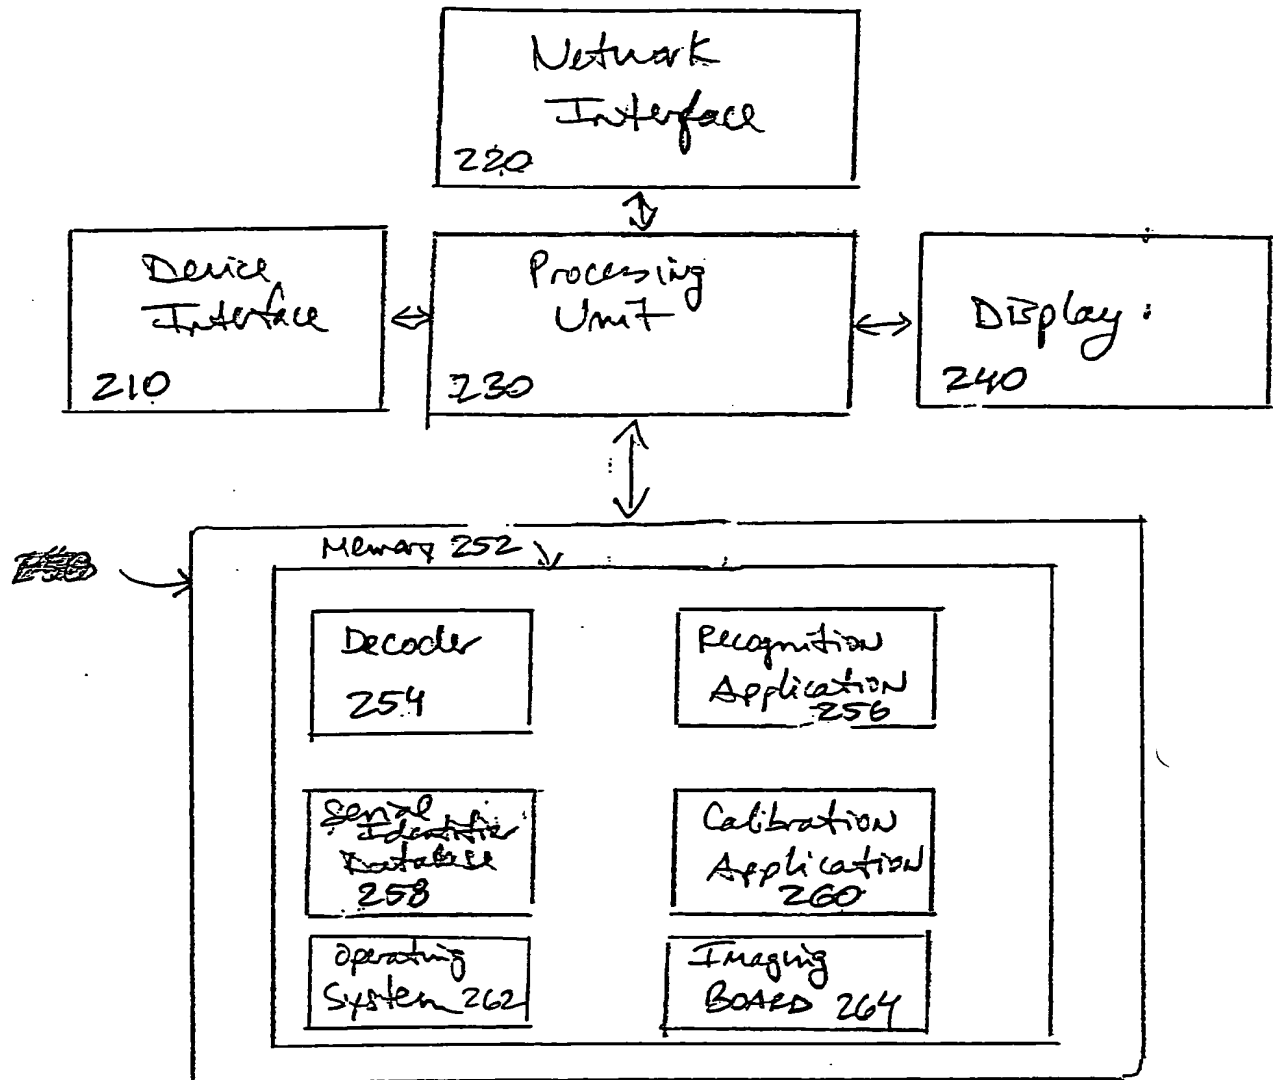 Network
Interface
220
Device
Interface
210
Processing
Unit
230
Display
240
Memory 252
Decoder
254
Recognition
Application
256
Serial
Identifier
Database
258
Calibration
Application
260
Operating
System 262
Imaging
BOARD 264